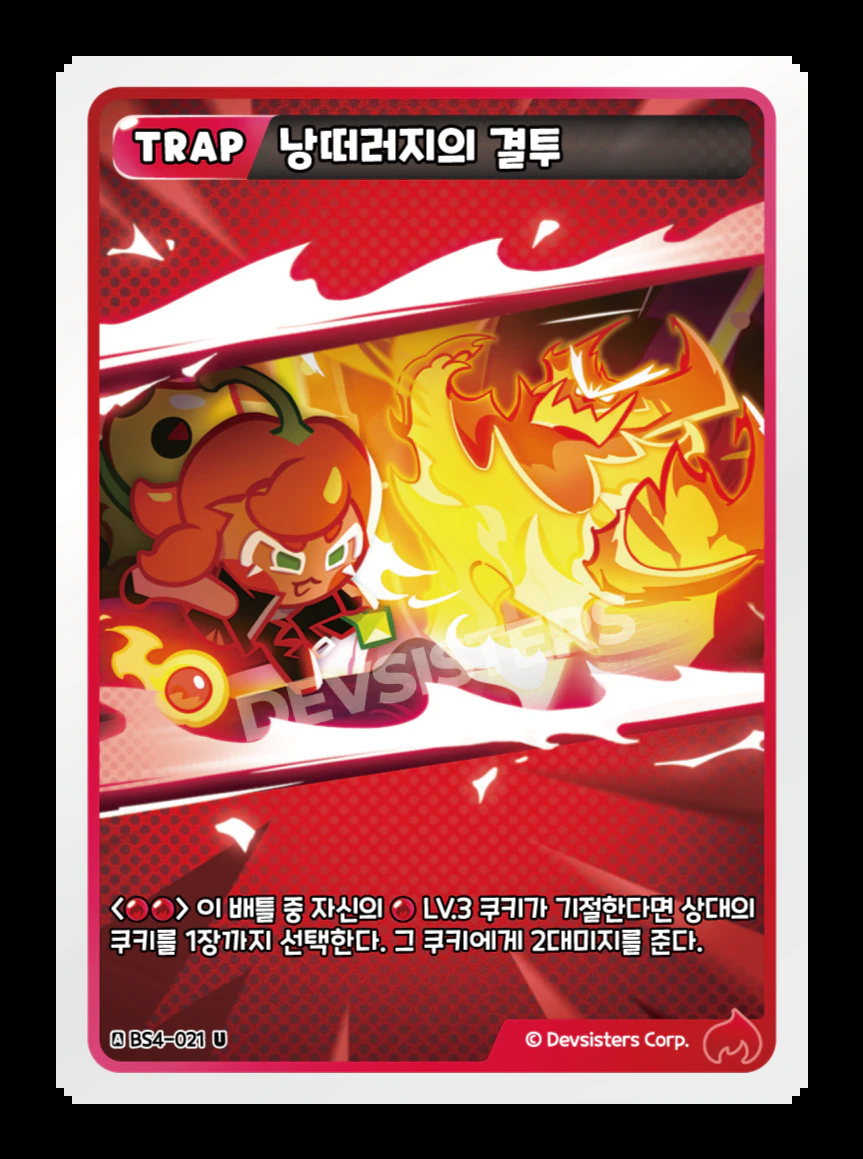 TRAP 낭떠러지의 결투
DEVSISTERS
< > 이 배틀 중 자신의 LV.3 쿠키가 기절한다면 상대의
쿠키를 1장까지 선택한다. 그 쿠키에게 2대미지를 준다.
A BS4-021 U
© Devsisters Corp.